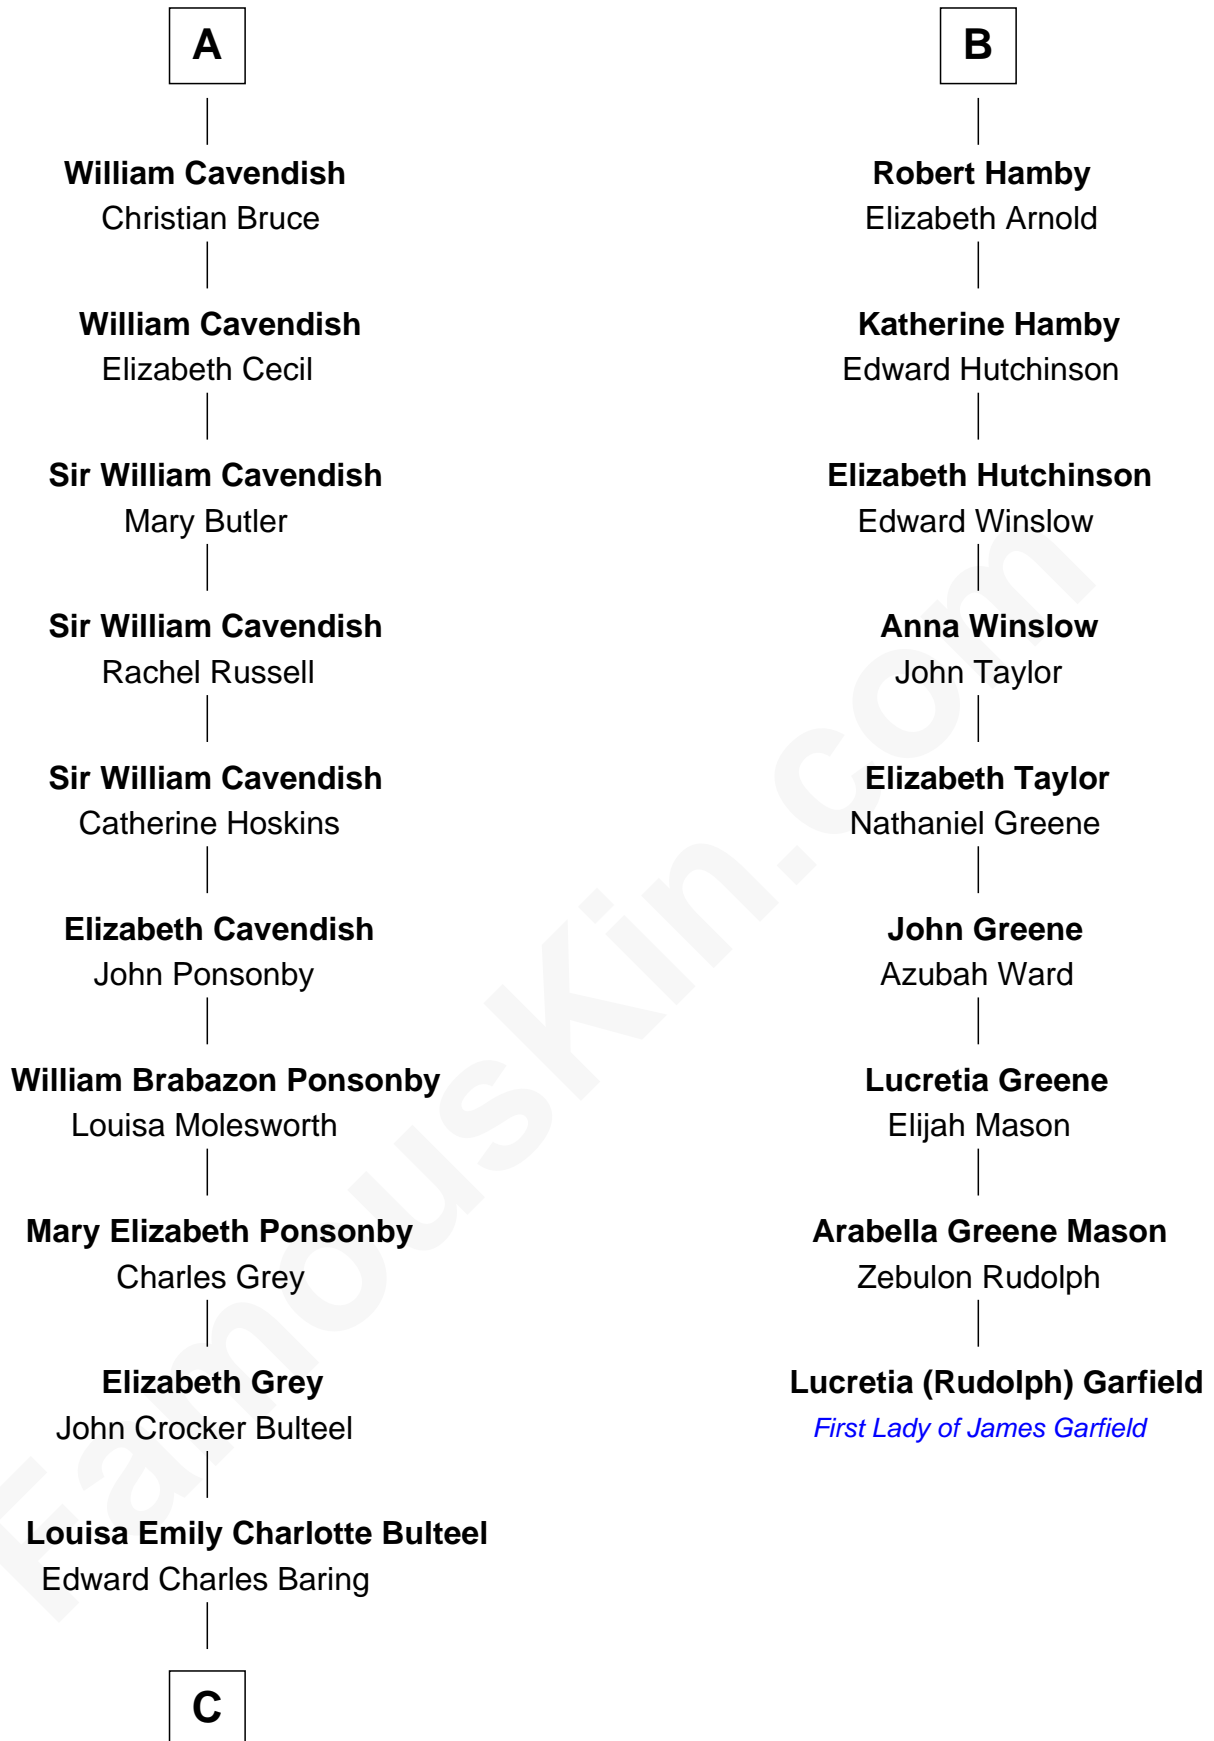 A
William Cavendish
Christian Bruce
William Cavendish
Elizabeth Cecil
Sir William Cavendish
Mary Butler
Sir William Cavendish
Rachel Russell
Sir William Cavendish
Catherine Hoskins
Elizabeth Cavendish
John Ponsonby
William Brabazon Ponsonby
Louisa Molesworth
Mary Elizabeth Ponsonby
Charles Grey
Elizabeth Grey
John Crocker Bulteel
Louisa Emily Charlotte Bulteel
Edward Charles Baring
C
B
Robert Hamby
Elizabeth Arnold
Katherine Hamby
Edward Hutchinson
Elizabeth Hutchinson
Edward Winslow
Anna Winslow
John Taylor
Elizabeth Taylor
Nathaniel Greene
John Greene
Azubah Ward
Lucretia Greene
Elijah Mason
Arabella Greene Mason
Zebulon Rudolph
Lucretia (Rudolph) Garfield
First Lady of James Garfield
FamousKin.com